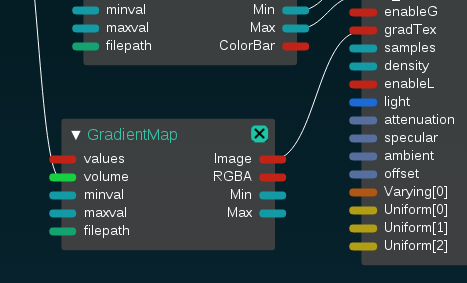 minval Min
maxval Max
filepath ColorBar
enableG
gradTex
samples
density
enableL
light
attenuation
specular
ambient
offset
Varying[0]
Uniform[0]
Uniform[1]
Uniform[2]
GradientMap
values Image
volume RGBA
minval Min
maxval Max
filepath